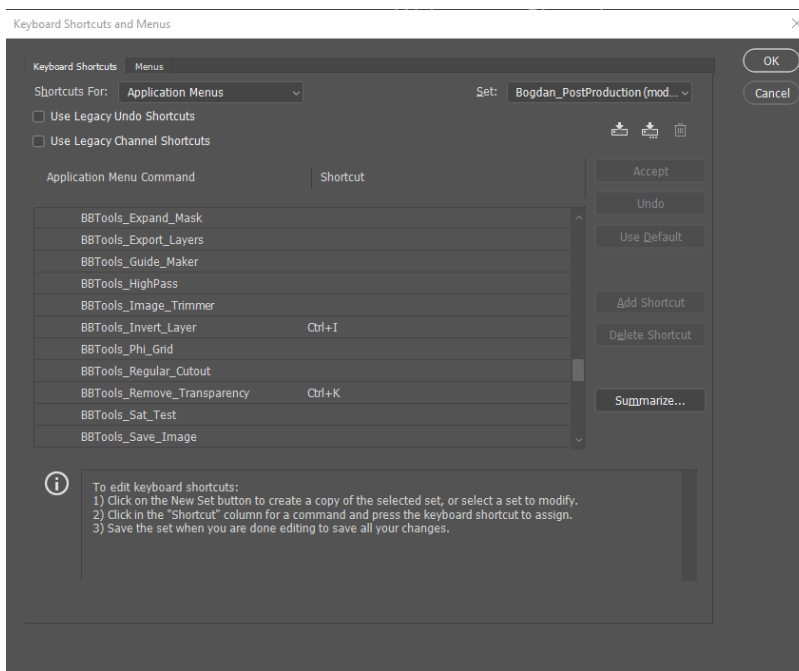 Keyboard Shortcuts and Menus
Keyboard Shortcuts Menus
OK
Cancel
Shortcuts For: Application Menus Set: Bogdan_PostProduction (mod...
Use Legacy Undo Shortcuts
Use Legacy Channel Shortcuts
Application Menu Command Shortcut
Accept
Undo
Use Default
Add Shortcut
Delete Shortcut
Summarize...
BBTools_Expand_Mask
BBTools_Export_Layers
BBTools_Guide_Maker
BBTools_HighPass
BBTools_Image_Trimmer
BBTools_Invert_Layer Ctrl+I
BBTools_Phi_Grid
BBTools_Regular_Cutout
BBTools_Remove_Transparency Ctrl+K
BBTools_Sat_Test
BBTools_Save_Image
To edit keyboard shortcuts:
1) Click on the New Set button to create a copy of the selected set, or select a set to modify.
2) Click in the "Shortcut" column for a command and press the keyboard shortcut to assign.
3) Save the set when you are done editing to save all your changes.